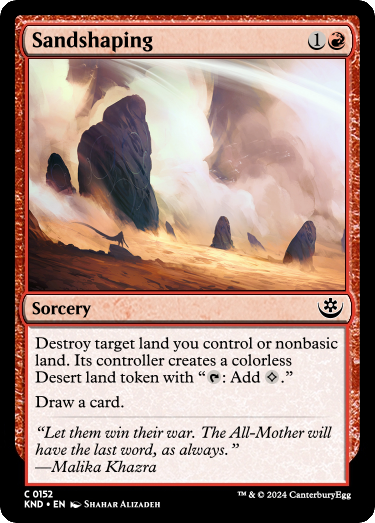 Sandshaping 1
Sorcery
Destroy target land you control or nonbasic
land. Its controller creates a colorless
Desert land token with “: Add .”
Draw a card.
“Let them win their war. The All-Mother will
have the last word, as always.”
—Malika Khazra
C 0152
KND • EN Shahar Alizadeh
™ & © 2024 CanterburyEgg